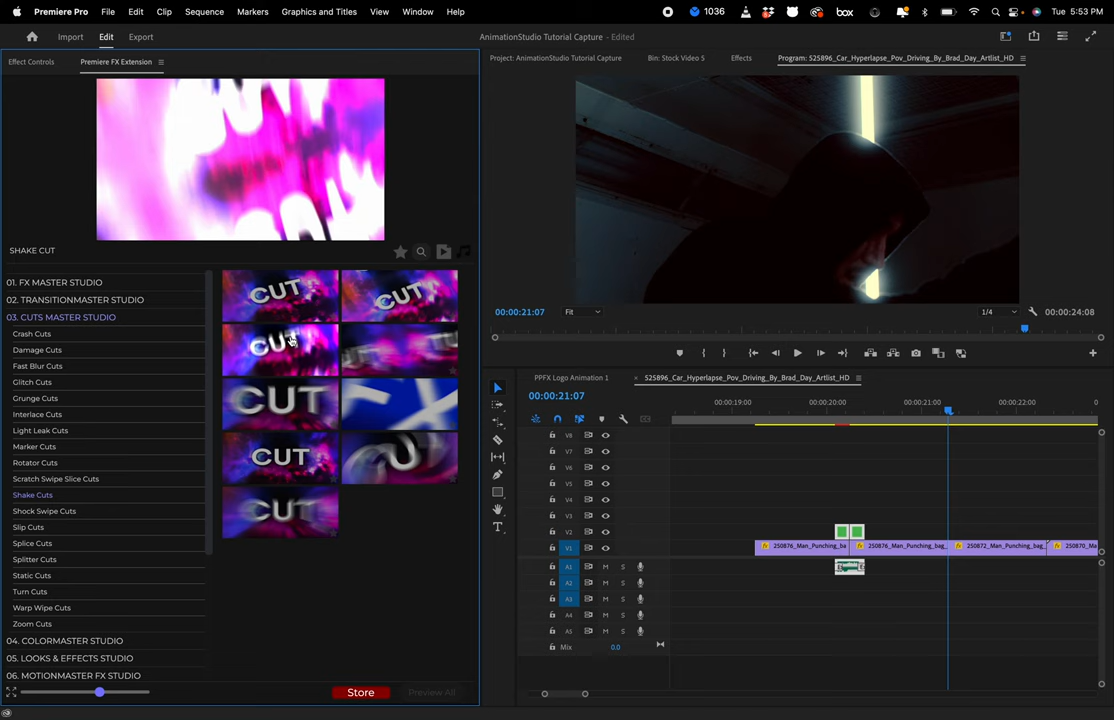 Premiere Pro File Edit Clip Sequence Markers Graphics and Titles View Window Help 1036 box Tue 5:53 PM
Import Edit Export AnimationStudio Tutorial Capture - Edited
Effect Controls Premiere FX Extension
Project: AnimationStudio Tutorial Capture Bin: Stock Video 5 Effects Program: 525896_Car_Hyperlapse_Pov_Driving_By_Brad_Day_Artlist_HD
SHAKE CUT
01. FX MASTER STUDIO
02. TRANSITIONMASTER STUDIO
03. CUTS MASTER STUDIO
Crash Cuts
Damage Cuts
Fast Blur Cuts
Glitch Cuts
Grunge Cuts
Interlace Cuts
Light Leak Cuts
Marker Cuts
Rotator Cuts
Scratch Swipe Slice Cuts
Shake Cuts
Shock Swipe Cuts
Slip Cuts
Splice Cuts
Splitter Cuts
Static Cuts
Turn Cuts
Warp Wipe Cuts
Zoom Cuts
04. COLORMASTER STUDIO
05. LOOKS & EFFECTS STUDIO
06. MOTIONMASTER FX STUDIO
CUT CUT
CUT
CUT
CUT
CUT
Store Preview All
00:00:21:07 Fit 1/4 00:00:24:08
PPFX Logo Animation 1 525896_Car_Hyperlapse_Pov_Driving_By_Brad_Day_Artlist_HD
00:00:21:07
00:00:19:00 00:00:20:00 00:00:21:00 00:00:22:00 0
V8
V7
V6
V5
V4
V3
V2
V1 fx 250876_Man_Punching_ba fx 250876_Man_Punching_bag_ fx 250872_Man_Punching_bag_ fx 250870_Ma
A1 M S
A2 M S
A3 M S
A4 M S
A5 M S
Mix 0.0